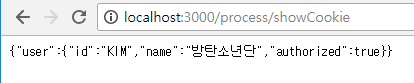 localhost:3000/process/showCookie
{"user":{"id":"KIM","name":"방탄소년단","authorized":true}}